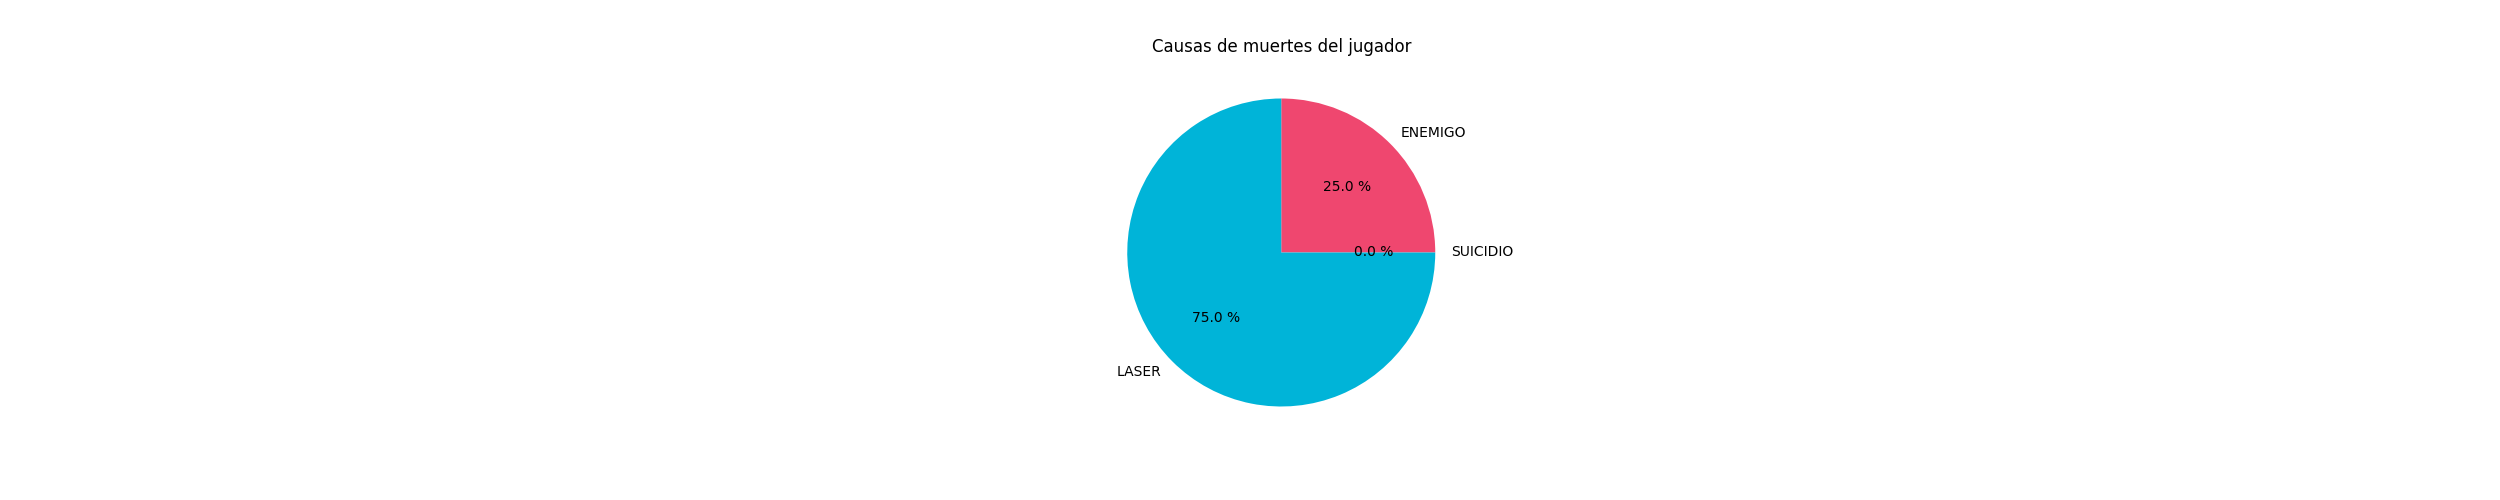 Causas de muertes del jugador
ENEMIGO
25.0 %
0.0 %
SUICIDIO
75.0 %
LASER